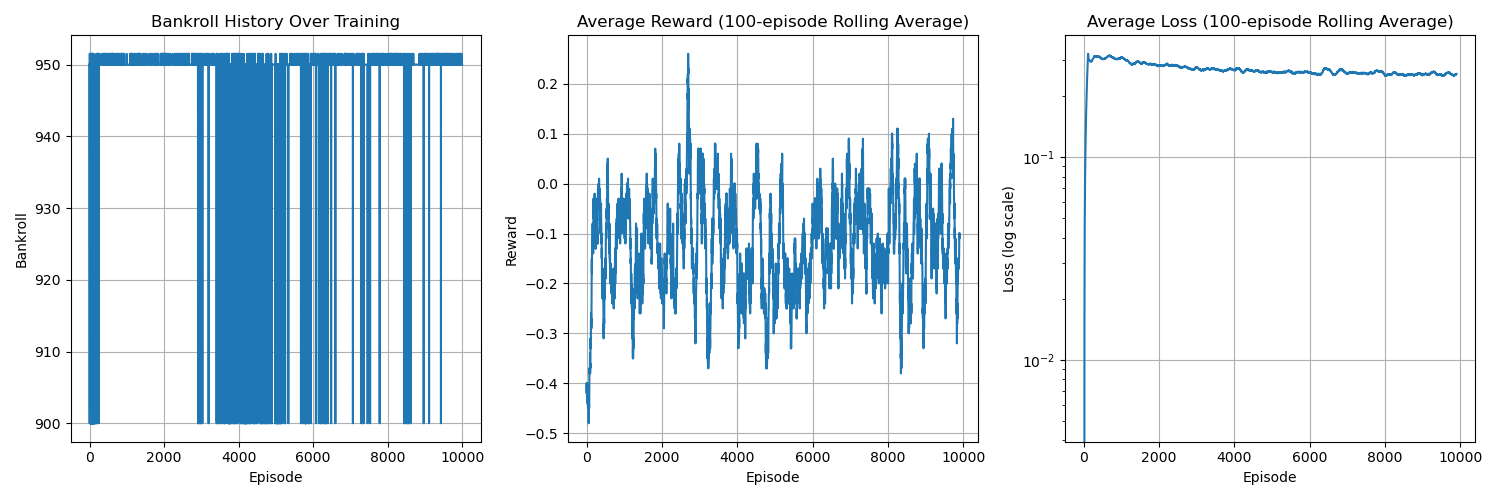 Bankroll History Over Training
Bankroll
950
940
930
920
910
900
0 2000 4000 6000 8000 10000
Episode
Average Reward (100-episode Rolling Average)
Reward
0.2
0.1
0.0
−0.1
−0.2
−0.3
−0.4
−0.5
0 2000 4000 6000 8000 10000
Episode
Average Loss (100-episode Rolling Average)
Loss (log scale)
10⁻¹
10⁻²
0 2000 4000 6000 8000 10000
Episode